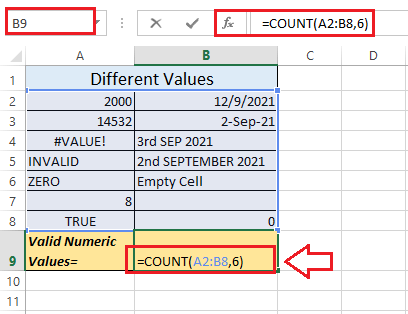 B9 fx =COUNT(A2:B8,6)
A B C D
1 Different Values
2 2000 12/9/2021
3 14532 2-Sep-21
4 #VALUE! 3rd SEP 2021
5 INVALID 2nd SEPTEMBER 2021
6 ZERO Empty Cell
7 8
8 TRUE 0
Valid Numeric
9 Values= =COUNT(A2:B8,6)
10
11